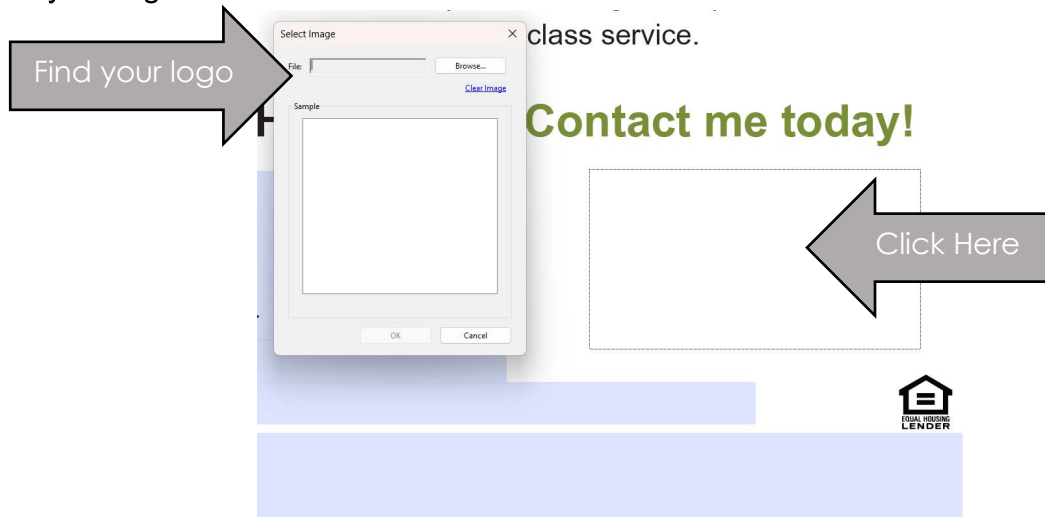 class service.
Select Image
Find your logo
File:
Browse...
Clear Image
Sample
Contact me today!
Click Here
OK
Cancel
EQUAL HOUSING
LENDER